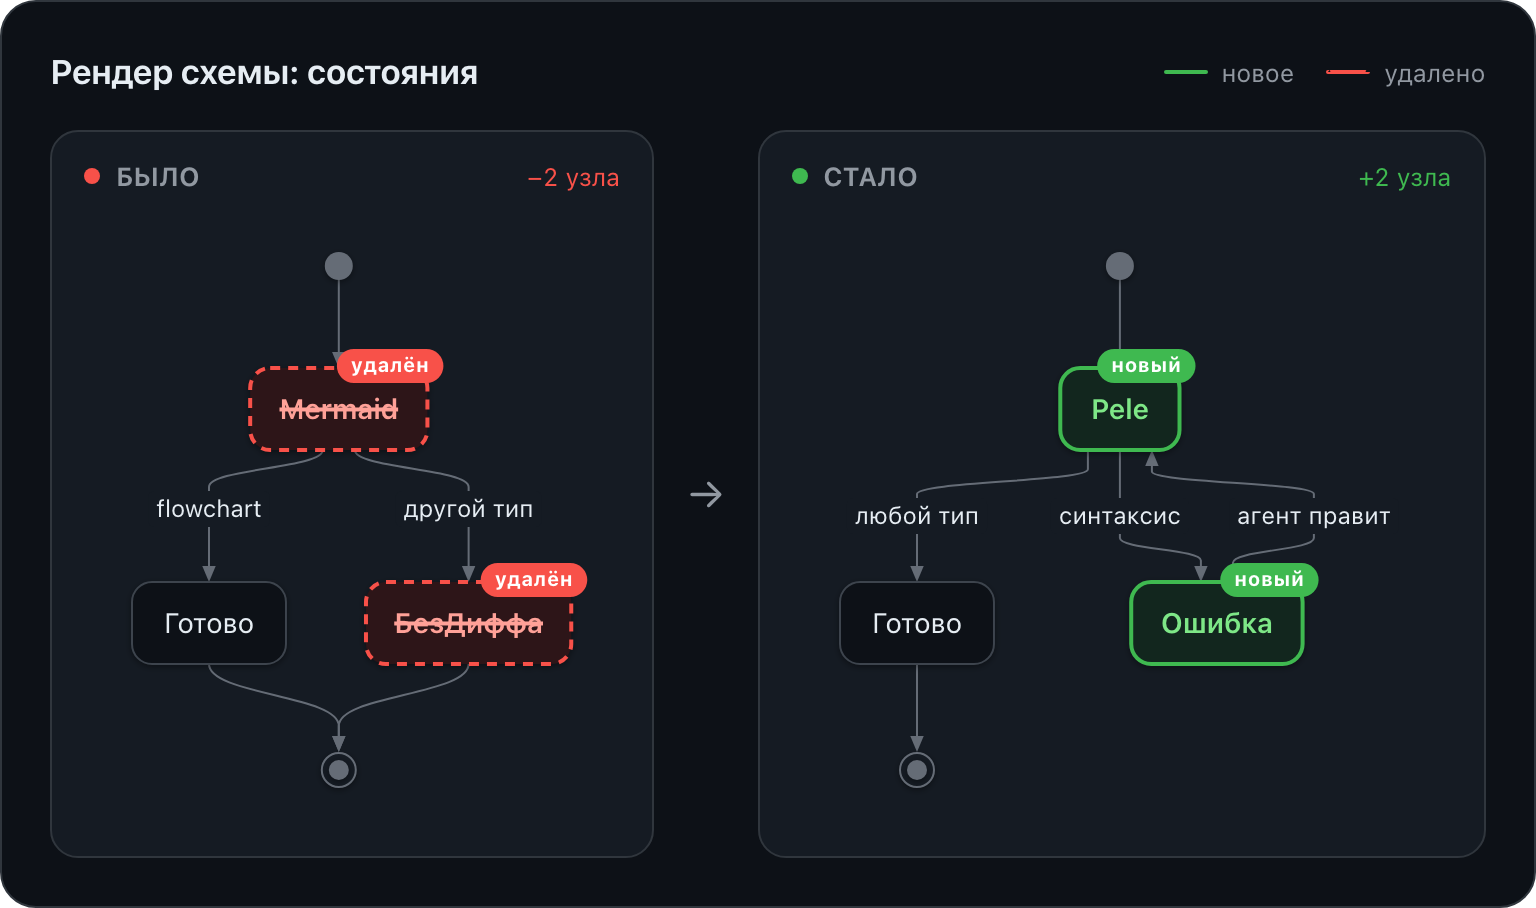 Рендер схемы: состояния
новое
удалено
БЫЛО
−2 узла
удалён
Mermaid
flowchart
другой тип
удалён
Готово
БезДиффа
→
СТАЛО
+2 узла
новый
Pele
любой тип
синтаксис
агент правит
новый
Готово
Ошибка